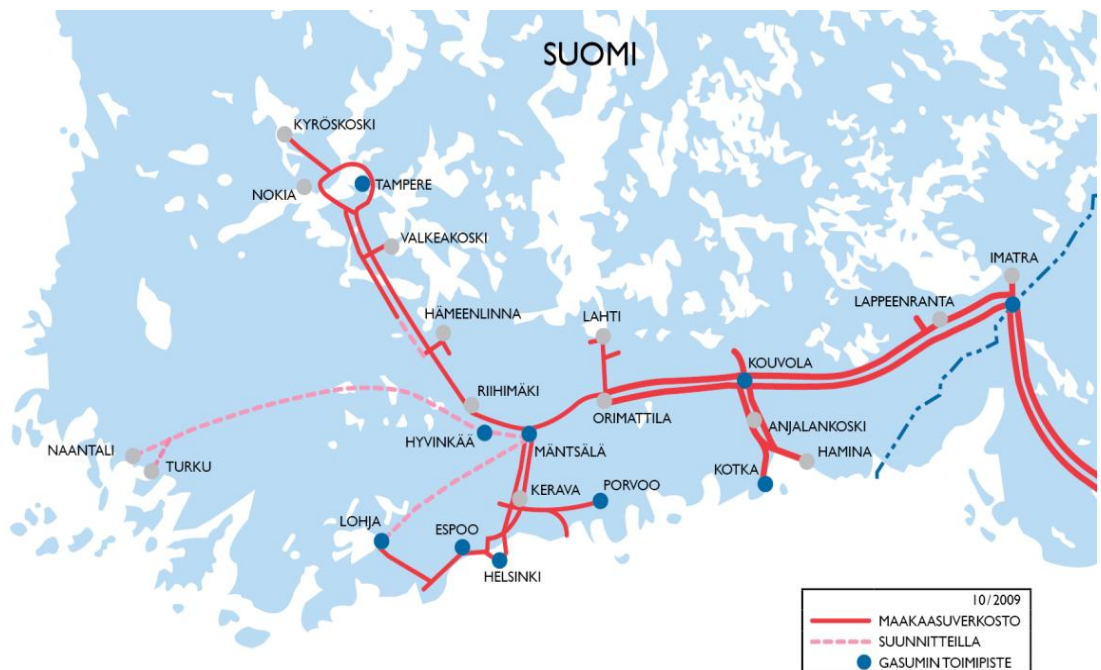 SUOMI
KYRÖSKOSKI
NOKIA
TAMPERE
VALKEAKOSKI
IMATRA
LAPPEENRANTA
HÄMEENLINNA
LAHTI
KOUVOLA
RIIHIMÄKI
ORIMATTILA
ANJALANKOSKI
HYVINKÄÄ
MÄNTSÄLÄ
NAANTALI
TURKU
HAMINA
KOTKA
KERAVA
PORVOO
LOHJA
ESPOO
HELSINKI
10/2009
MAAKAASUVERKOSTO
SUUNNITTEILLA
GASUMIN TOIMIPISTE